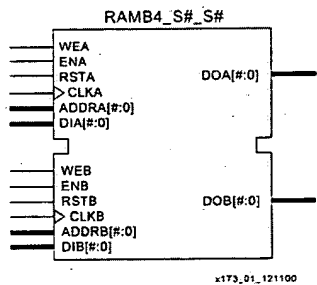 RAMB4_S#_S#
WEA
ENA
RSTA
CLKA
ADDRA[#:0]
DIA[#:0]
DOA[#:0]
WEB
ENB
RSTB
CLKB
ADDRB[#:0]
DIB[#:0]
DOB[#:0]
x173_01_121100